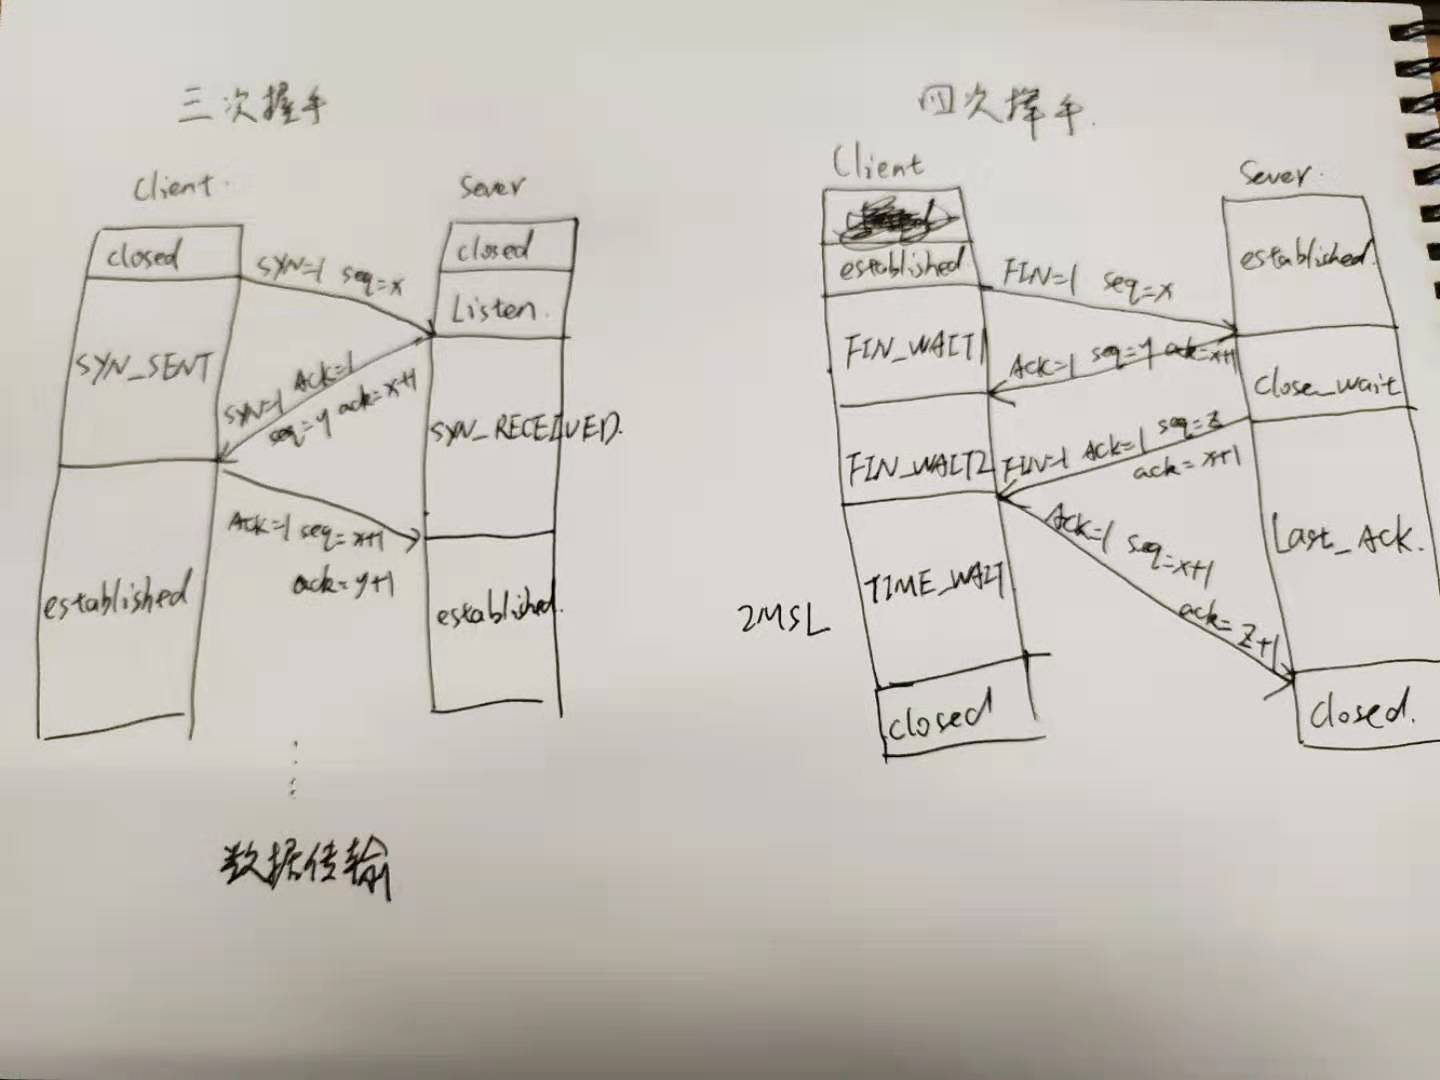 三次握手
Client.
Sever
closed
closed
SYN=1 seq=x
Listen.
SYN_SENT
SYN=1 ACK=1
seq=y ack=x+1
SYN_RECEIVED.
Ack=1 seq=x+1
ack=y+1
established
established.
数据传输
四次挥手.
Client
Sever.
established
established.
FIN=1 seq=x
FIN_WAIT1
Ack=1 seq=y ack=x+1
close_wait
FIN_WAIT2
FIN=1 Ack=1 seq=z
ack=x+1
Ack=1 seq=x+1
ack=z+1
Last_ACK.
TIME_WAIT
2MSL
closed
closed.